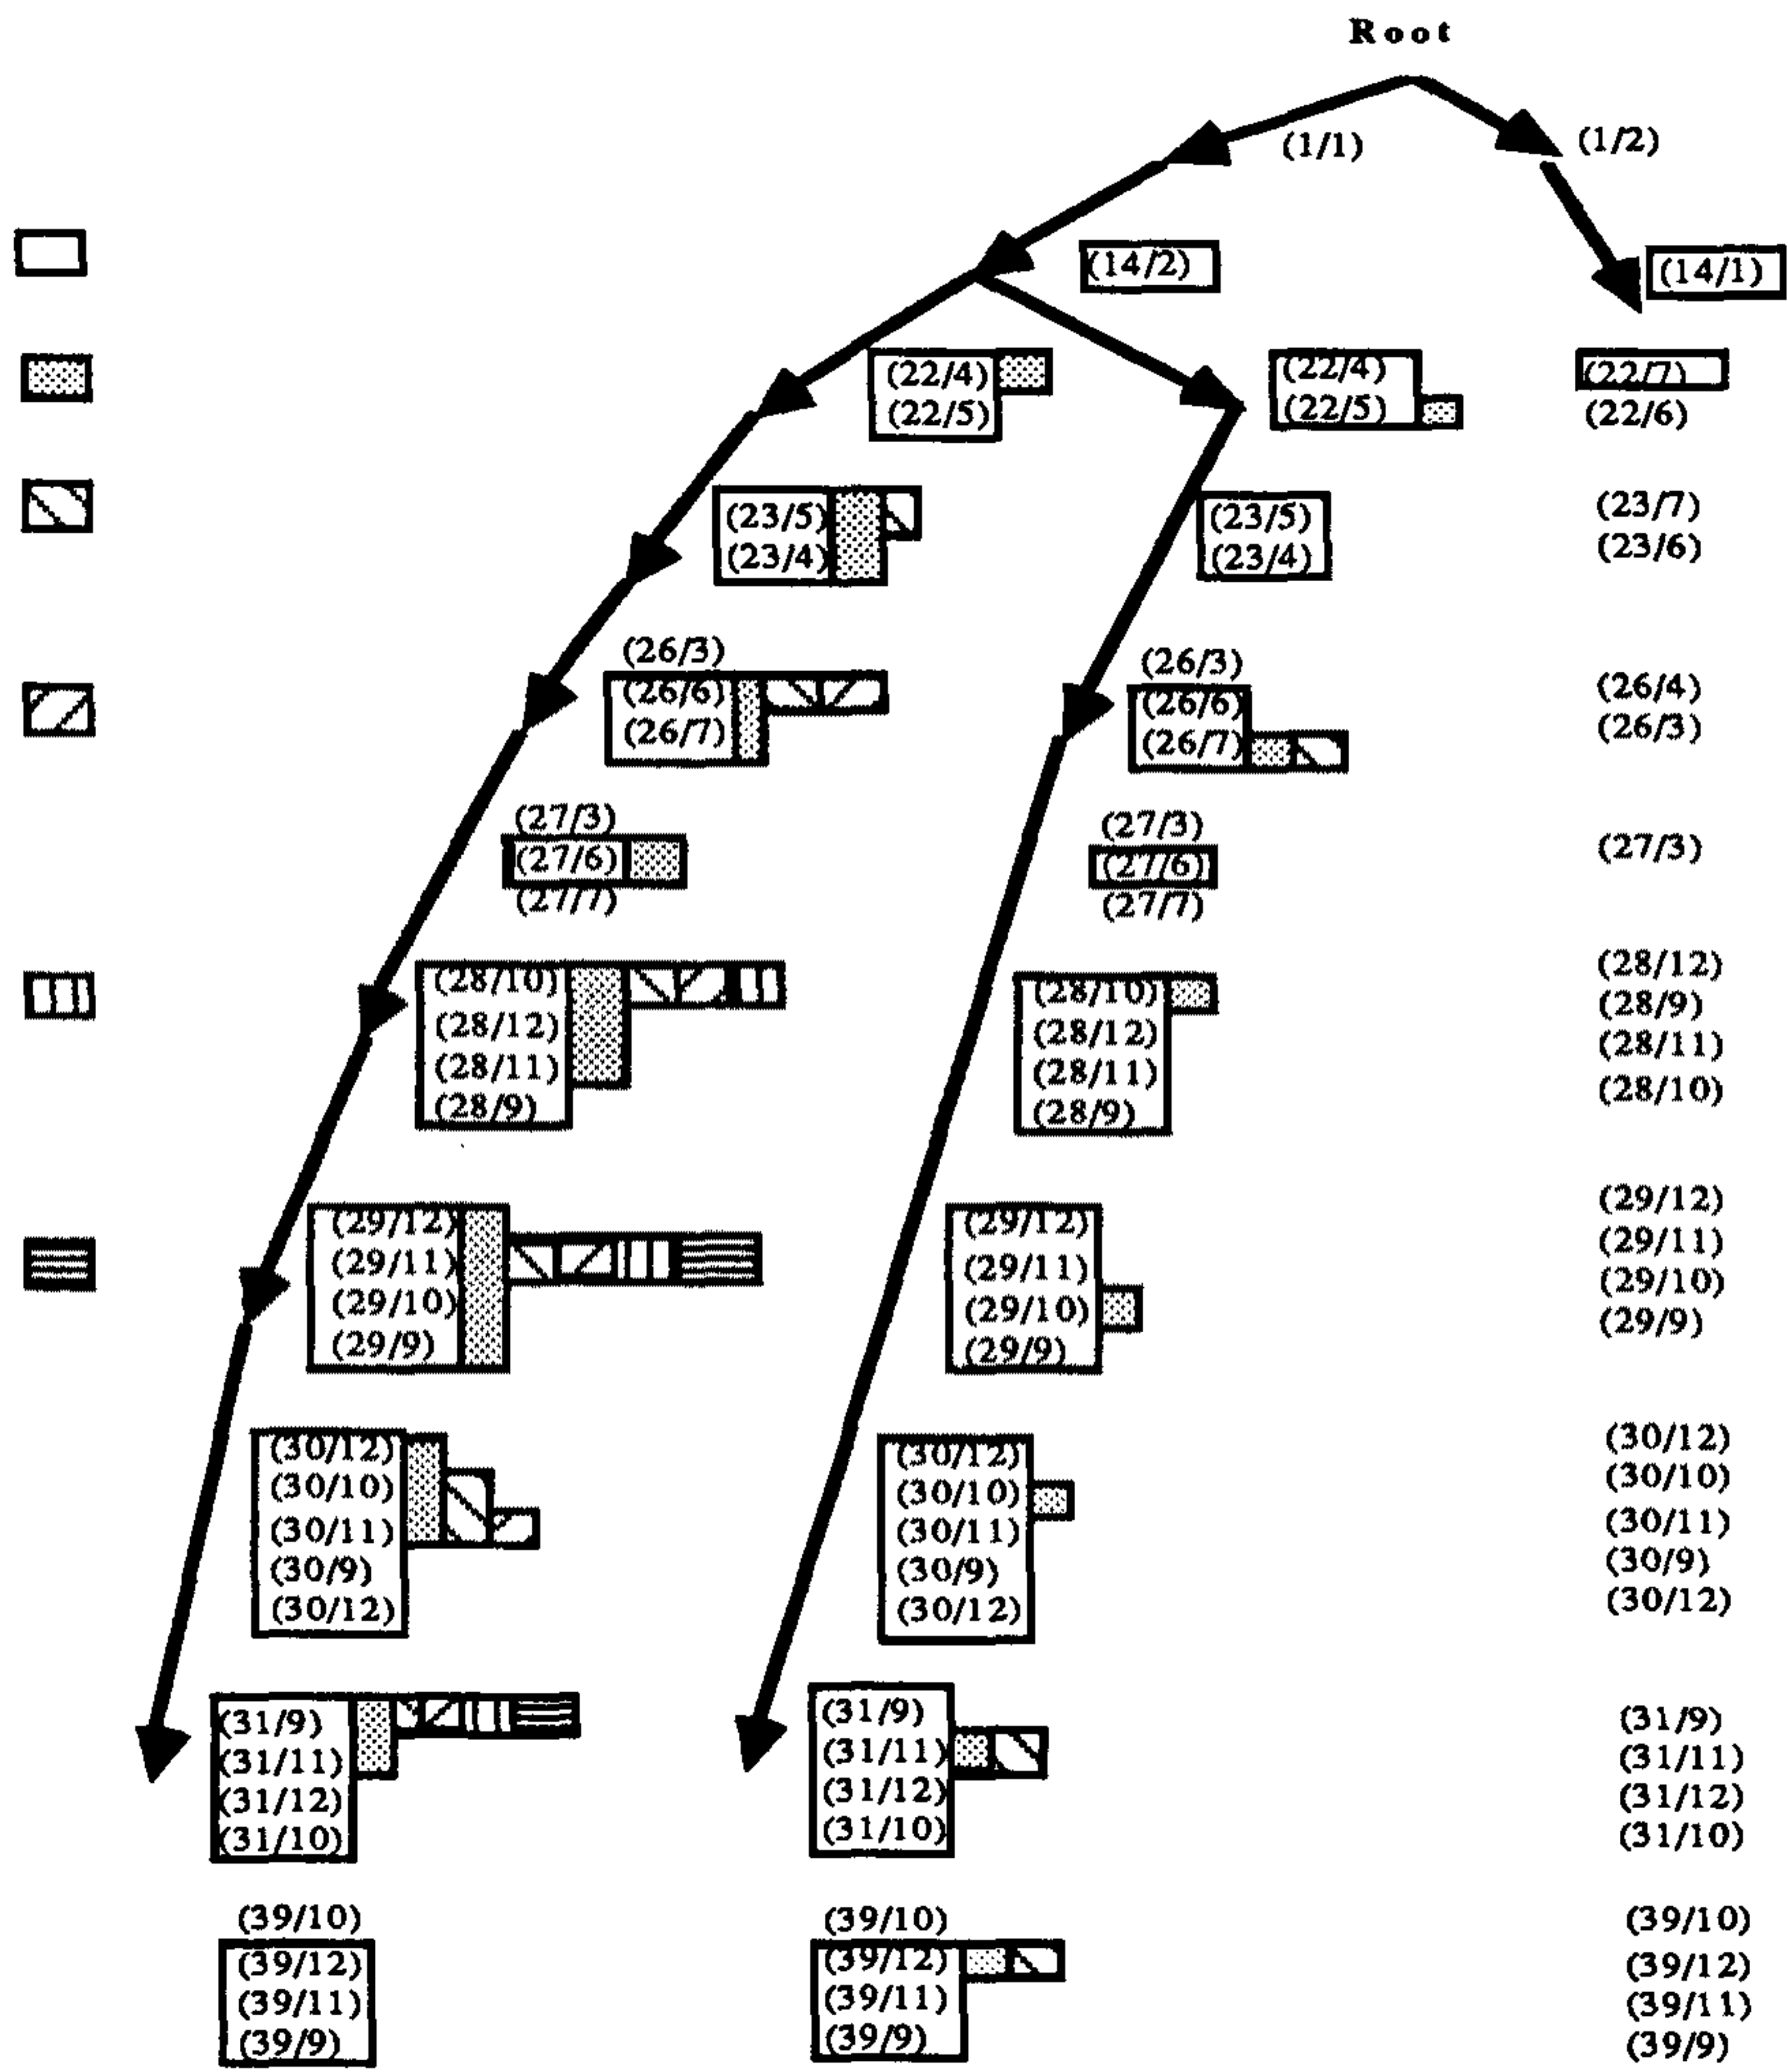 Root
(1/1) (1/2)
(14/2) (14/1)
(22/4) (22/4) (22/7)
(22/5) (22/5) (22/6)
(23/5) (23/5) (23/7)
(23/4) (23/4) (23/6)
(26/3) (26/3) (26/4)
(26/6) (26/6) (26/3)
(26/7) (26/7)
(27/3) (27/3) (27/3)
(27/6) (27/6)
(27/7) (27/7)
(28/10) (28/10) (28/12)
(28/12) (28/12) (28/9)
(28/11) (28/11) (28/11)
(28/9) (28/9) (28/10)
(29/12) (29/12) (29/12)
(29/11) (29/11) (29/11)
(29/10) (29/10) (29/10)
(29/9) (29/9) (29/9)
(30/12) (30/12) (30/12)
(30/10) (30/10) (30/10)
(30/11) (30/11) (30/11)
(30/9) (30/9) (30/9)
(30/12) (30/12) (30/12)
(31/9) (31/9) (31/9)
(31/11) (31/11) (31/11)
(31/12) (31/12) (31/12)
(31/10) (31/10) (31/10)
(39/10) (39/10) (39/10)
(39/12) (39/12) (39/12)
(39/11) (39/11) (39/11)
(39/9) (39/9) (39/9)